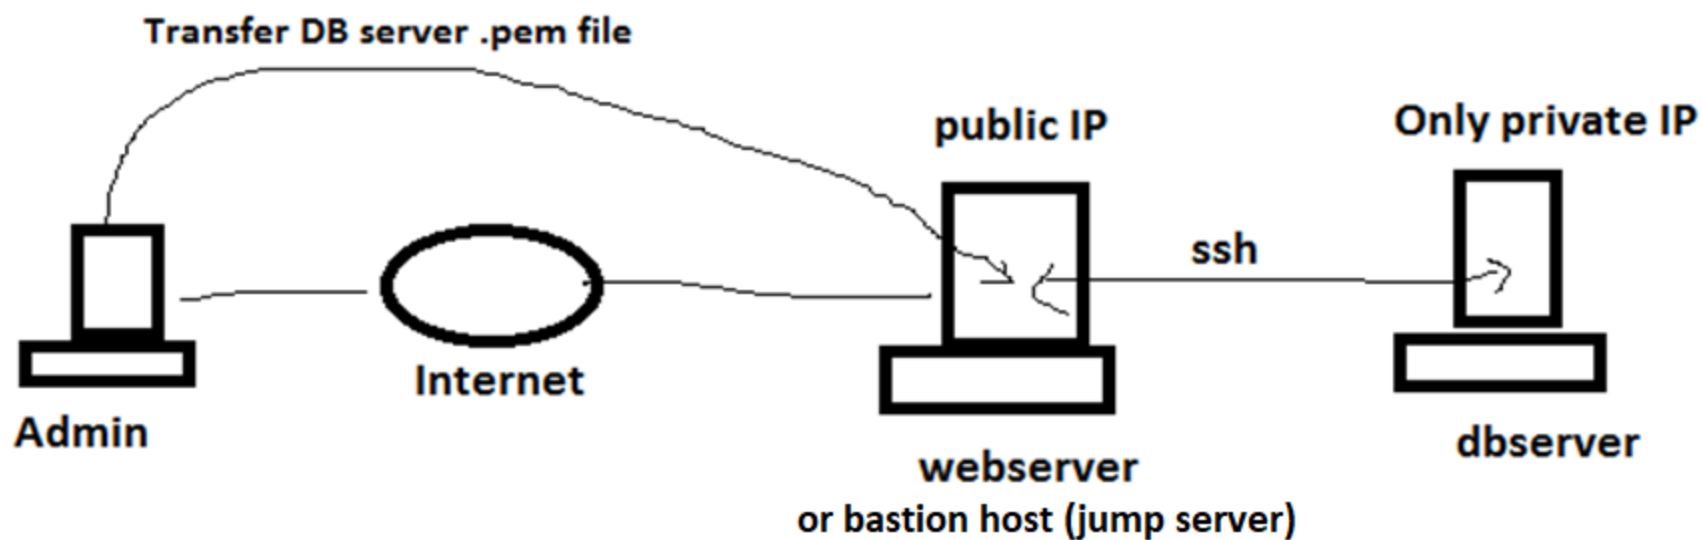 Transfer DB server .pem file
public IP
Only private IP
ssh
Internet
Admin
webserver
or bastion host (jump server)
dbserver